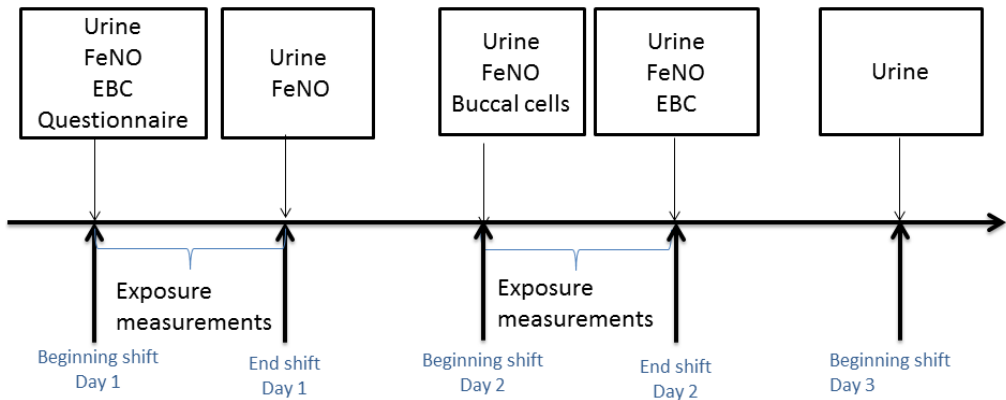 Urine
FeNO
EBC
Questionnaire
Urine
FeNO
Urine
FeNO
Buccal cells
Urine
FeNO
EBC
Urine
Exposure
measurements
Exposure
measurements
Beginning shift
Day 1
End shift
Day 1
Beginning shift
Day 2
End shift
Day 2
Beginning shift
Day 3